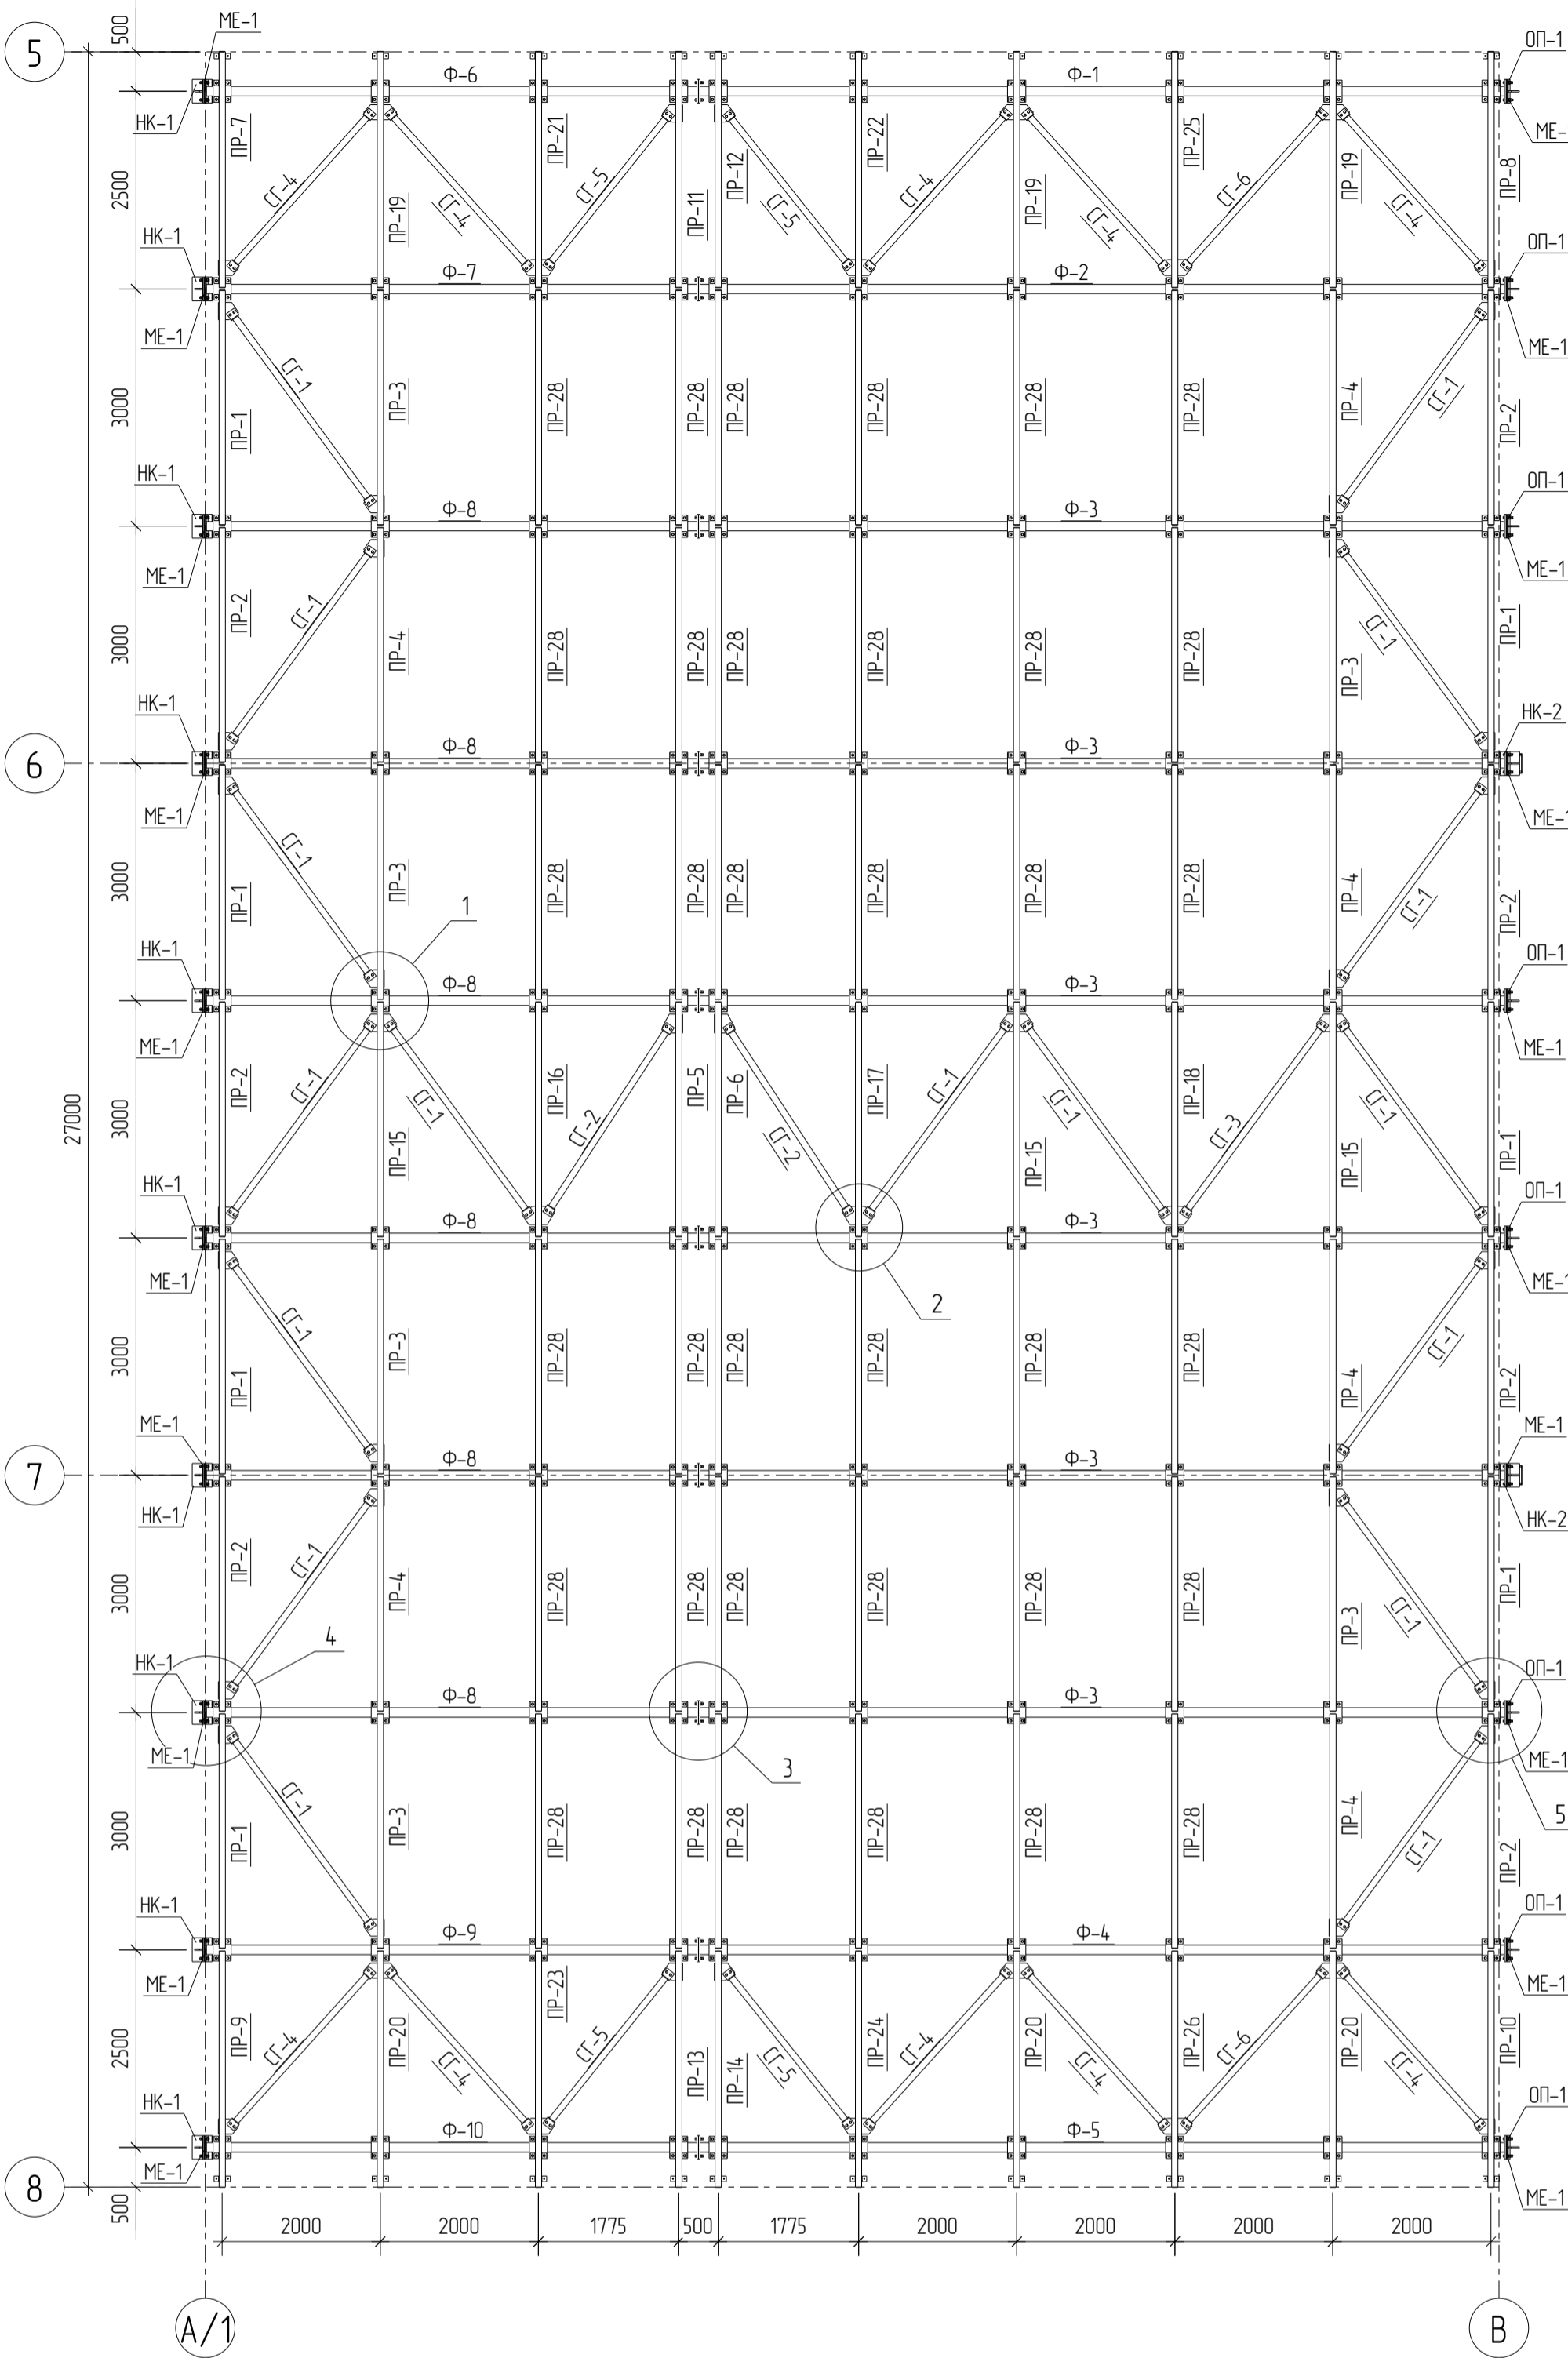 МЕ-1
500
5
ОП-1
Ф-6
Ф-1
НК-1
МЕ-
ПР-7
ПР-21
ПР-12
ПР-22
ПР-25
ПР-19
ПР-8
2500
СГ-4
ПР-19
СГ-4
СГ-5
ПР-11
СГ-5
СГ-4
ПР-19
СГ-4
СГ-6
СГ-4
НК-1
ОП-1
Ф-7
Ф-2
МЕ-1
МЕ-1
3000
СГ-1
ПР-1
ПР-3
ПР-28
ПР-28
ПР-28
ПР-28
ПР-28
ПР-28
ПР-4
СГ-1
ПР-2
НК-1
ОП-1
Ф-8
Ф-3
МЕ-1
МЕ-1
3000
ПР-2
СГ-1
ПР-4
ПР-28
ПР-28
ПР-28
ПР-28
ПР-28
ПР-28
ПР-3
СГ-1
ПР-1
НК-1
НК-2
6
Ф-8
Ф-3
МЕ-1
МЕ-1
3000
СГ-1
ПР-1
ПР-3
ПР-28
ПР-28
ПР-28
ПР-28
ПР-28
ПР-28
ПР-4
СГ-1
ПР-2
1
НК-1
ОП-1
Ф-8
Ф-3
МЕ-1
МЕ-1
27000
3000
ПР-2
СГ-1
СГ-1
ПР-15
ПР-16
СГ-2
ПР-5
ПР-6
СГ-2
ПР-17
СГ-1
СГ-1
ПР-15
ПР-18
СГ-3
ПР-15
СГ-1
ПР-1
НК-1
ОП-1
Ф-8
Ф-3
МЕ-1
МЕ-1
2
3000
СГ-1
ПР-1
ПР-3
ПР-28
ПР-28
ПР-28
ПР-28
ПР-28
ПР-28
ПР-4
СГ-1
ПР-2
МЕ-1
МЕ-1
7
Ф-8
Ф-3
НК-1
НК-2
3000
ПР-2
СГ-1
ПР-4
ПР-28
ПР-28
ПР-28
ПР-28
ПР-28
ПР-28
ПР-3
СГ-1
ПР-1
4
НК-1
ОП-1
Ф-8
Ф-3
МЕ-1
МЕ-1
3
5
3000
СГ-1
ПР-1
ПР-3
ПР-28
ПР-28
ПР-28
ПР-28
ПР-28
ПР-28
ПР-4
СГ-1
ПР-2
НК-1
ОП-1
Ф-9
Ф-4
МЕ-1
МЕ-1
2500
ПР-9
СГ-4
ПР-20
СГ-4
ПР-23
СГ-5
ПР-13
ПР-14
СГ-5
ПР-24
СГ-4
ПР-20
СГ-4
ПР-26
СГ-6
ПР-20
СГ-4
ПР-10
НК-1
ОП-1
Ф-10
Ф-5
МЕ-1
МЕ-1
8
500
2000
2000
1775
500
1775
2000
2000
2000
2000
А/1
В